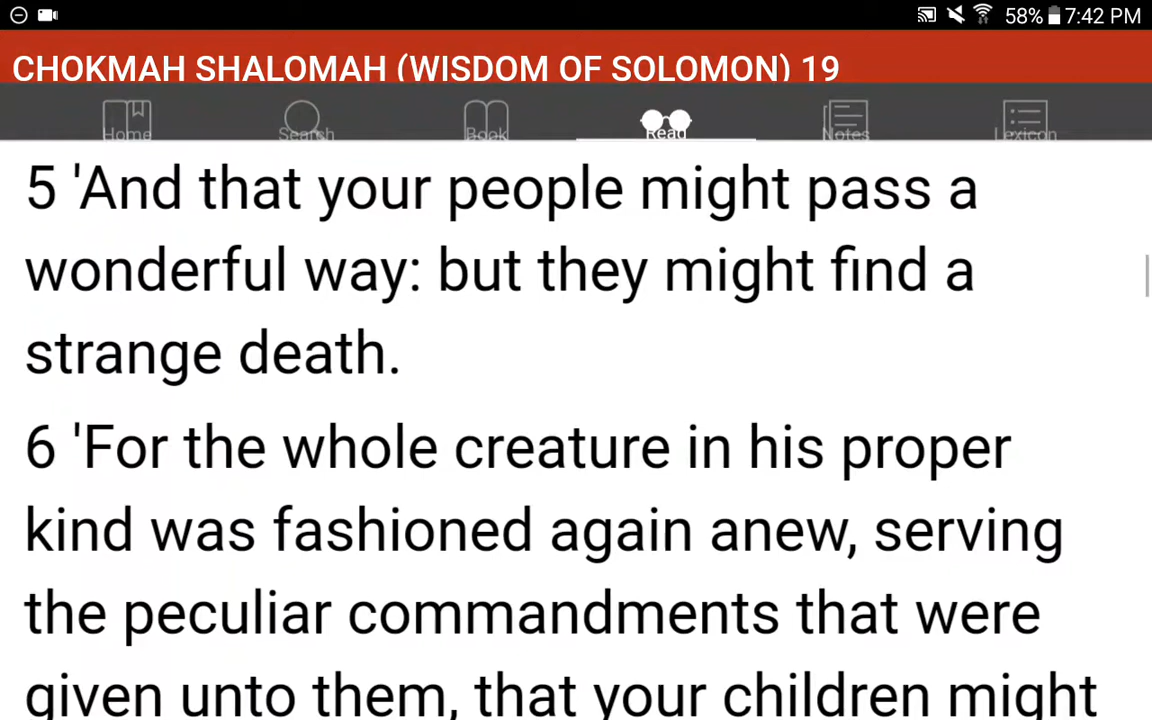 58% 7:42 PM
CHOKMAH SHALOMAH (WISDOM OF SOLOMON) 19
Home Search Book Read Notes Lexicon
5 'And that your people might pass a
wonderful way: but they might find a
strange death.
6 'For the whole creature in his proper
kind was fashioned again anew, serving
the peculiar commandments that were
given unto them, that your children might